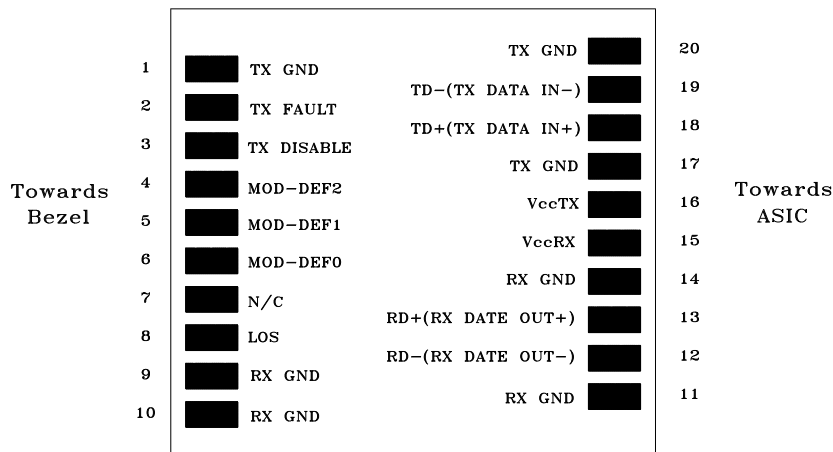 Towards
Bezel
1 TX GND
2 TX FAULT
3 TX DISABLE
4 MOD-DEF2
5 MOD-DEF1
6 MOD-DEF0
7 N/C
8 LOS
9 RX GND
10 RX GND
TX GND 20
TD-(TX DATA IN-) 19
TD+(TX DATA IN+) 18
TX GND 17
VccTX 16
VccRX 15
RX GND 14
RD+(RX DATE OUT+) 13
RD-(RX DATE OUT-) 12
RX GND 11
Towards
ASIC